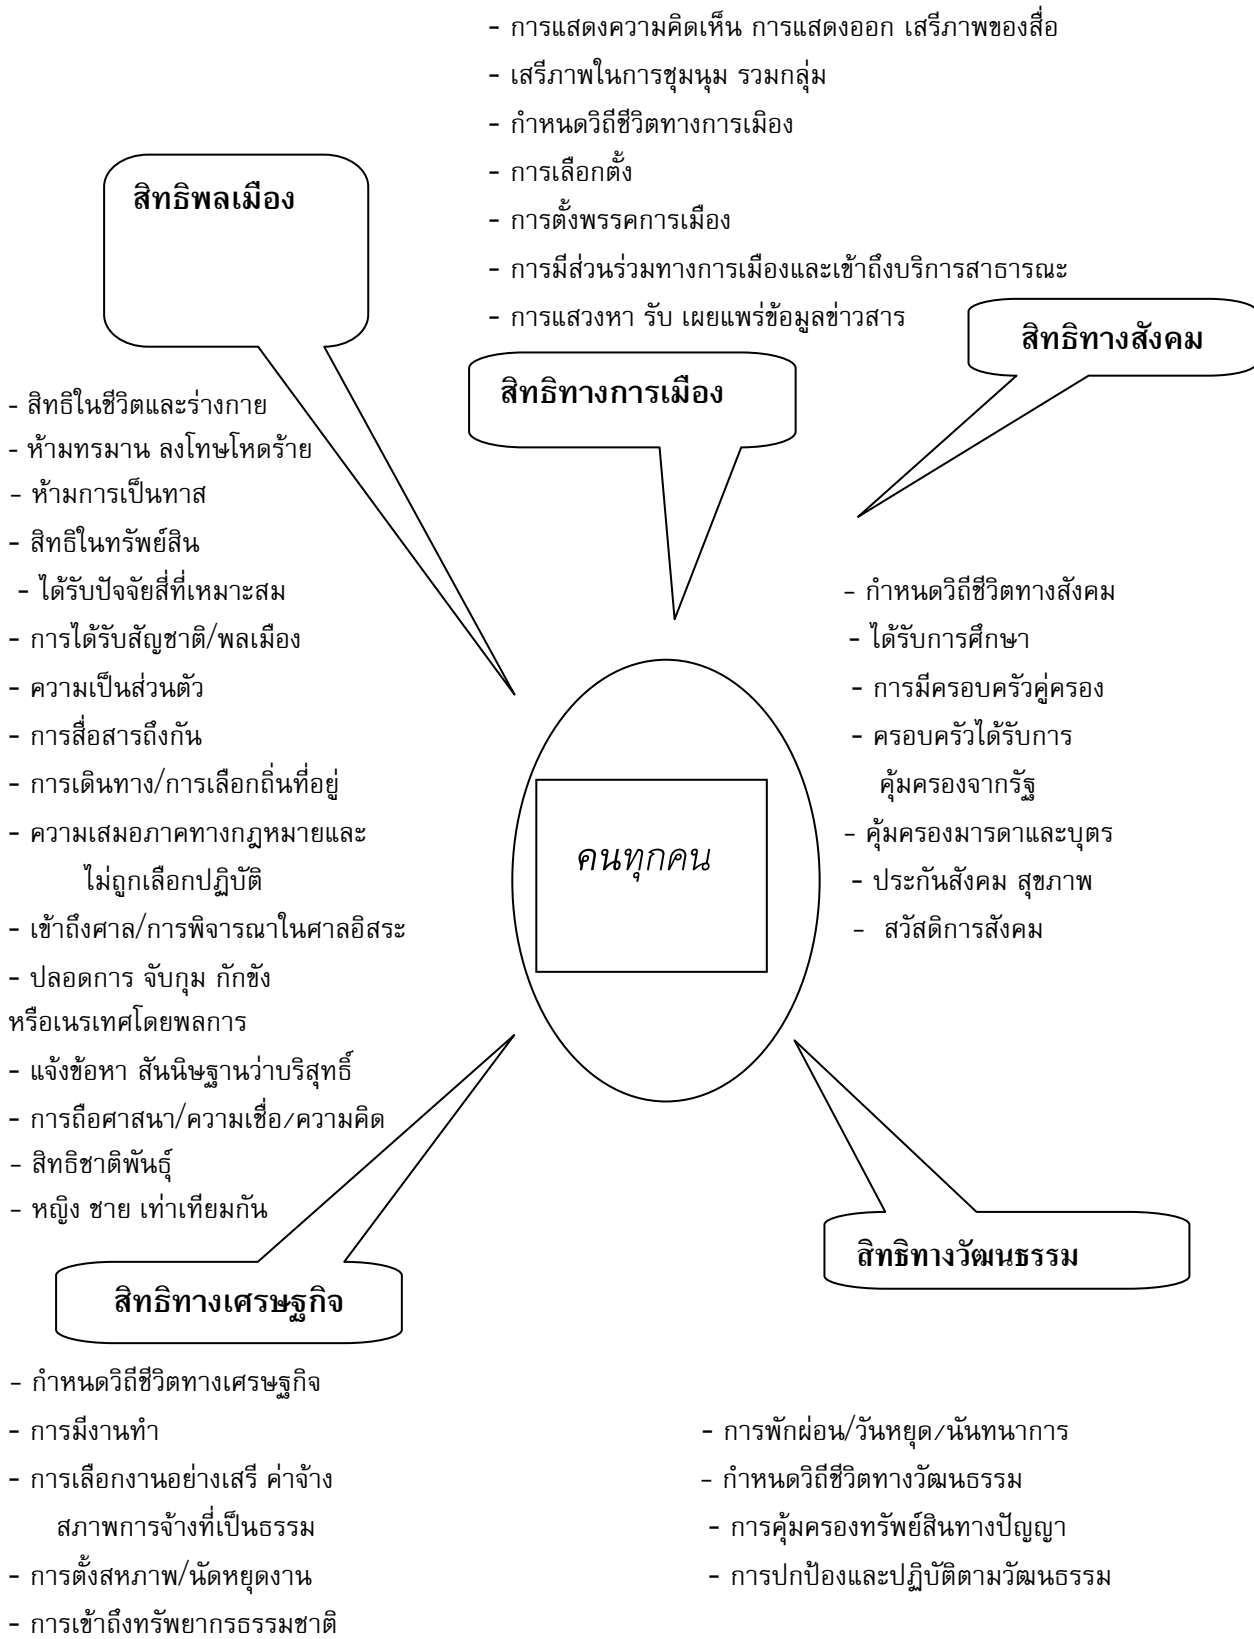 - การแสดงความคิดเห็น การแสดงออก เสรีภาพของสื่อ
- เสรีภาพในการชุมนุม รวมกลุ่ม
- กำหนดวิถีชีวิตทางการเมือง
- การเลือกตั้ง
- การตั้งพรรคการเมือง
- การมีส่วนร่วมทางการเมืองและเข้าถึงบริการสาธารณะ
- การแสวงหา รับ เผยแพร่ข้อมูลข่าวสาร
สิทธิทางการเมือง
สิทธิพลเมือง
- สิทธิในชีวิตและร่างกาย
- ห้ามทรมาน ลงโทษโหดร้าย
- ห้ามการเป็นทาส
- สิทธิในทรัพย์สิน
- ได้รับปัจจัยสี่ที่เหมาะสม
- การได้รับสัญชาติ/พลเมือง
- ความเป็นส่วนตัว
- การสื่อสารถึงกัน
- การเดินทาง/การเลือกถิ่นที่อยู่
- ความเสมอภาคทางกฎหมายและ
ไม่ถูกเลือกปฏิบัติ
- เข้าถึงศาล/การพิจารณาในศาลอิสระ
- ปลอดการ จับกุม กักขัง
หรือเนรเทศโดยพลการ
- แจ้งข้อหา สันนิษฐานว่าบริสุทธิ์
- การถือศาสนา/ความเชื่อ/ความคิด
- สิทธิชาติพันธุ์
- หญิง ชาย เท่าเทียมกัน
สิทธิทางสังคม
- กำหนดวิถีชีวิตทางสังคม
- ได้รับการศึกษา
- การมีครอบครัวคู่ครอง
- ครอบครัวได้รับการ
คุ้มครองจากรัฐ
- คุ้มครองมารดาและบุตร
- ประกันสังคม สุขภาพ
- สวัสดิการสังคม
คนทุกคน
สิทธิทางเศรษฐกิจ
- กำหนดวิถีชีวิตทางเศรษฐกิจ
- การมีงานทำ
- การเลือกงานอย่างเสรี ค่าจ้าง
สภาพการจ้างที่เป็นธรรม
- การตั้งสหภาพ/นัดหยุดงาน
- การเข้าถึงทรัพยากรธรรมชาติ
สิทธิทางวัฒนธรรม
- การพักผ่อน/วันหยุด/นันทนาการ
- กำหนดวิถีชีวิตทางวัฒนธรรม
- การคุ้มครองทรัพย์สินทางปัญญา
- การปกป้องและปฏิบัติตามวัฒนธรรม